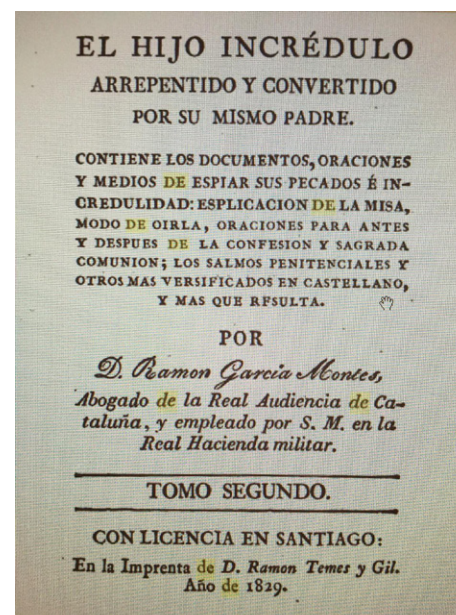 EL HIJO INCRÉDULO
ARREPENTIDO Y CONVERTIDO
POR SU MISMO PADRE.
CONTIENE LOS DOCUMENTOS, ORACIONES
Y MEDIOS DE ESPIAR SUS PECADOS É IN-
CREDULIDAD: ESPLICACION DE LA MISA,
MODO DE OIRLA, ORACIONES PARA ANTES
Y DESPUES DE LA CONFESION Y SAGRADA
COMUNION; LOS SALMOS PENITENCIALES Y
OTROS MAS VERSIFICADOS EN CASTELLANO,
Y MAS QUE RFSULTA.
POR
D. Ramon Garcia Montes,
Abogado de la Real Audiencia de Ca-
taluña, y empleado por S. M. en la
Real Hacienda militar.
TOMO SEGUNDO.
CON LICENCIA EN SANTIAGO:
En la Imprenta de D. Ramon Temes y Gil.
Año de 1829.